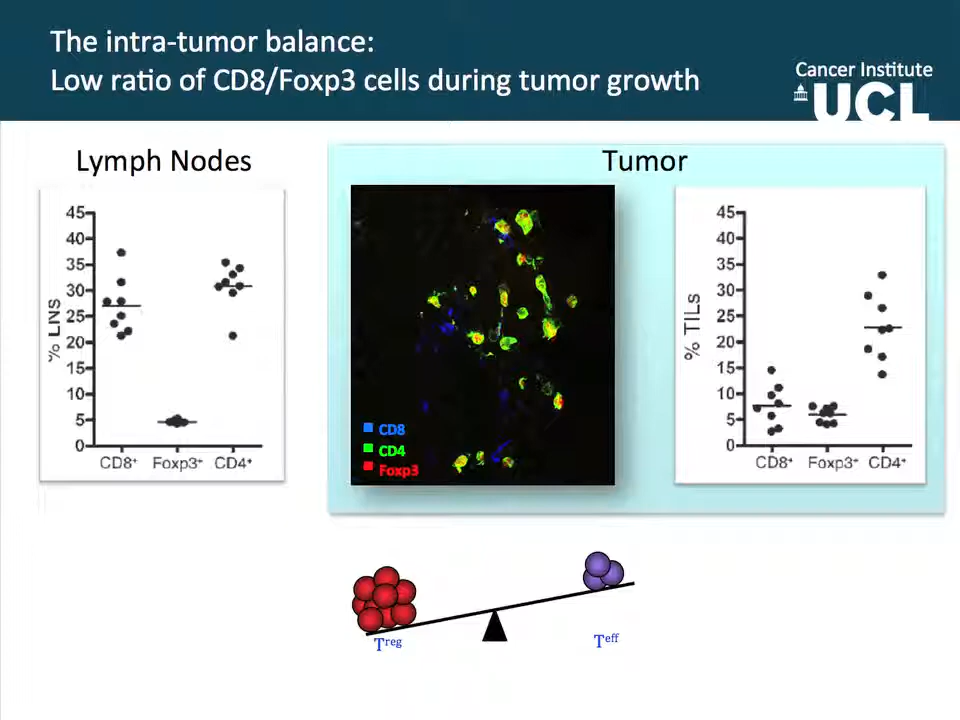 The intra-tumor balance:
Low ratio of CD8/Foxp3 cells during tumor growth
Cancer Institute
UCL
Lymph Nodes
Tumor
45
40
35
30
25
20
15
10
5
0
% LNS
CD8⁺ Foxp3⁺ CD4⁺
CD8
CD4
Foxp3
45
40
35
30
25
20
15
10
5
0
% TILs
CD8⁺ Foxp3⁺ CD4⁺
Treg
Teff